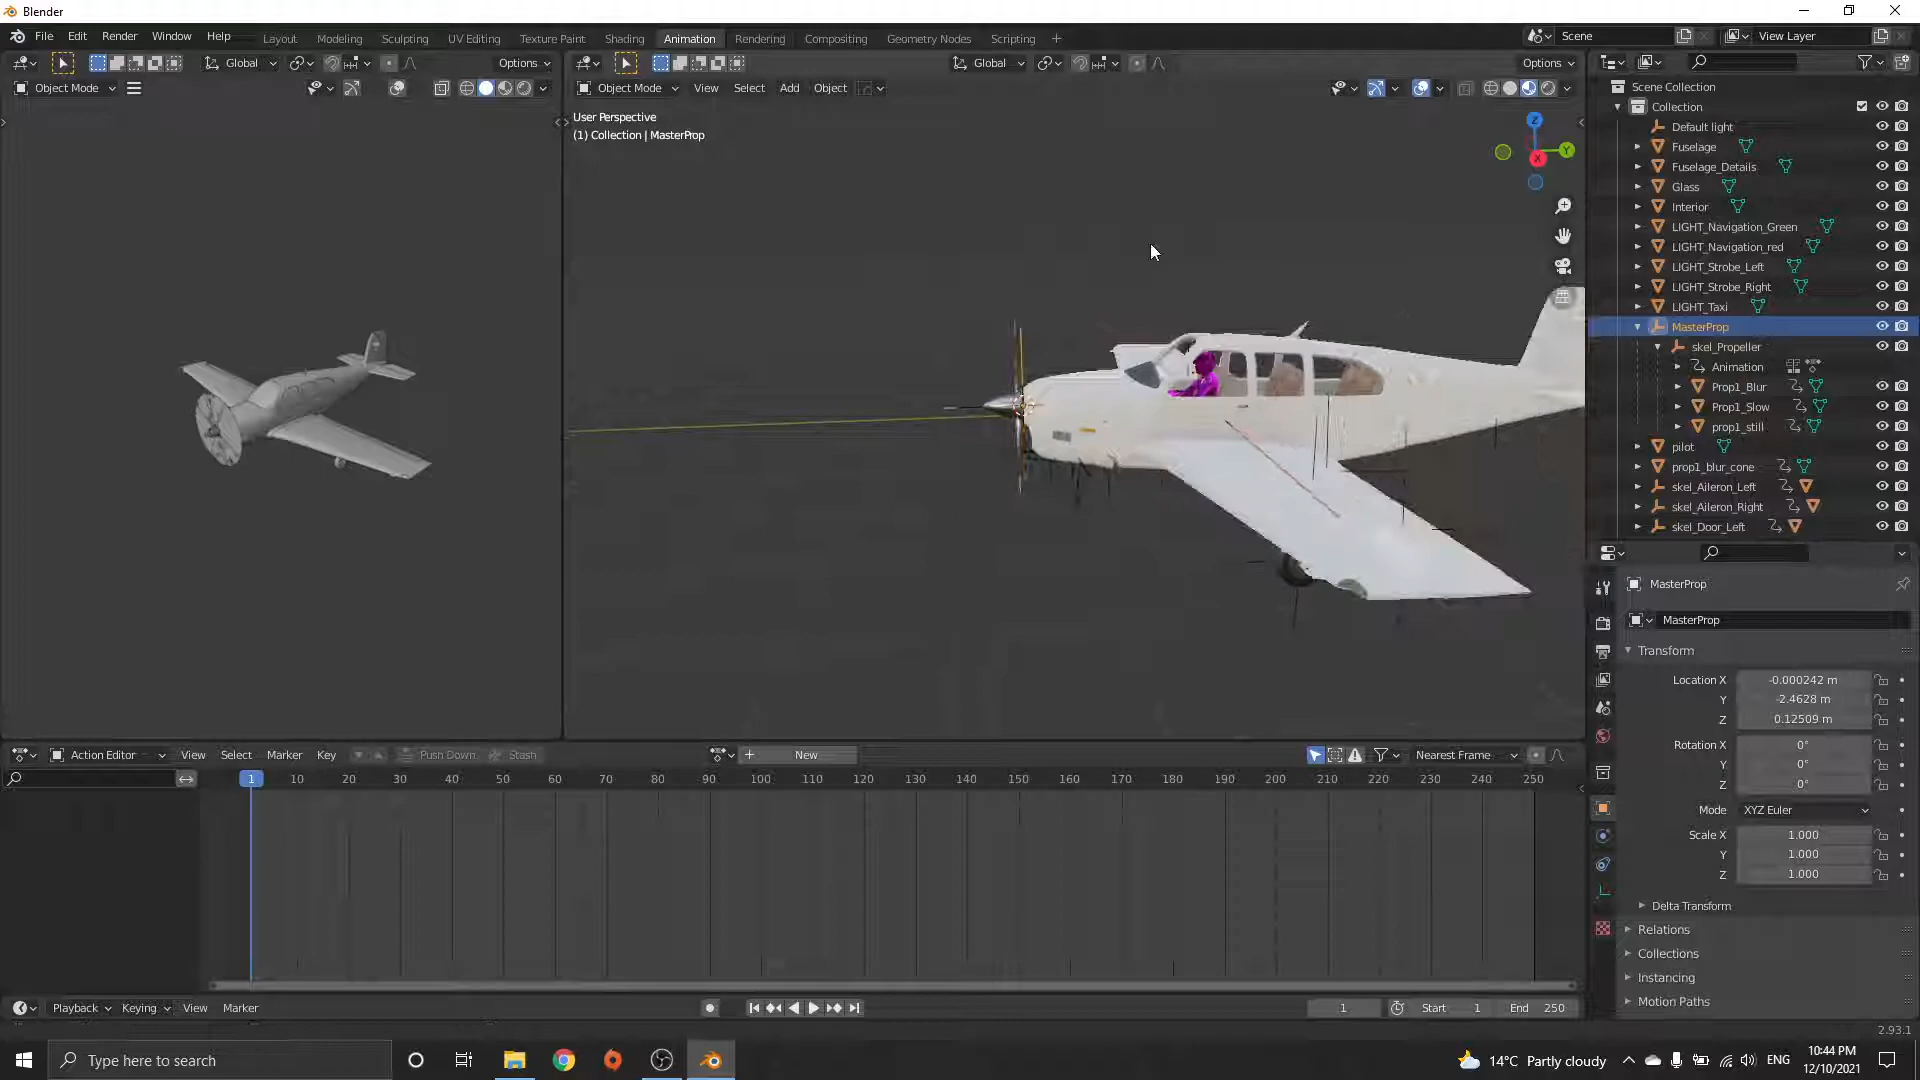 Blender
File Edit Render Window Help Layout Modeling Sculpting UV Editing Texture Paint Shading Animation Rendering Compositing Geometry Nodes Scripting +
Scene
View Layer
Global Options
Global Options
Object Mode
Object Mode View Select Add Object
User Perspective
(1) Collection | MasterProp
Z
Y
X
Scene Collection
Collection
Default light
Fuselage
Fuselage_Details
Glass
Interior
LIGHT_Navigation_Green
LIGHT_Navigation_red
LIGHT_Strobe_Left
LIGHT_Strobe_Right
LIGHT_Taxi
MasterProp
skel_Propeller
Animation
Prop1_Blur
Prop1_Slow
prop1_still
pilot
prop1_blur_cone
skel_Aileron_Left
skel_Aileron_Right
skel_Door_Left
MasterProp
MasterProp
Transform
Location X -0.000242 m
Y -2.4628 m
Z 0.12509 m
Rotation X 0°
Y 0°
Z 0°
Mode XYZ Euler
Scale X 1.000
Y 1.000
Z 1.000
Delta Transform
Relations
Collections
Instancing
Motion Paths
Action Editor View Select Marker Key Push Down Stash + New Nearest Frame
1 10 20 30 40 50 60 70 80 90 100 110 120 130 140 150 160 170 180 190 200 210 220 230 240 250
Playback Keying View Marker 1 Start 1 End 250
2.93.1
Type here to search
14°C Partly cloudy
ENG
10:44 PM
12/10/2021